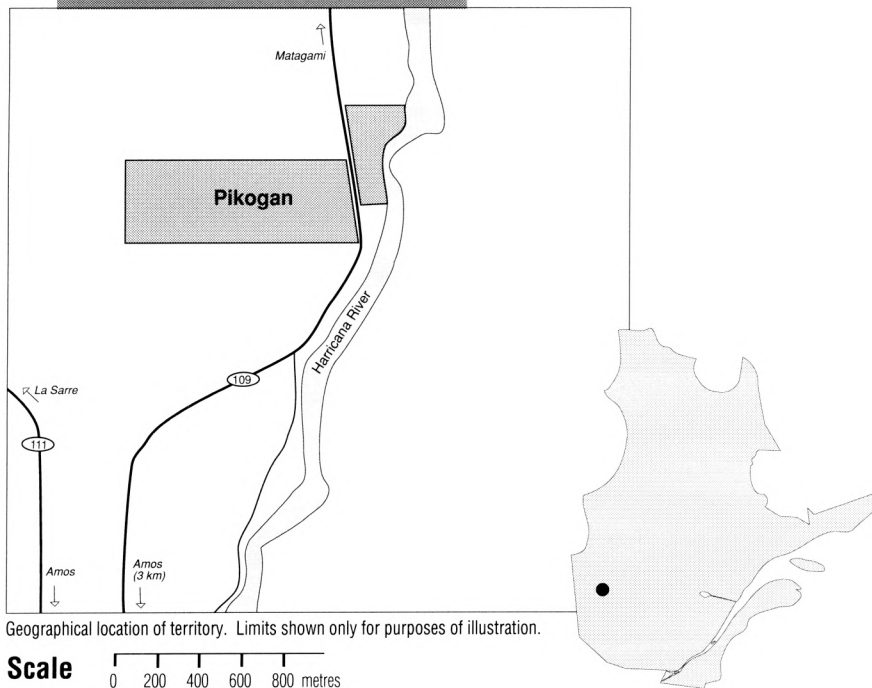 Matagami
Pikogan
Harricana River
109
La Sarre
111
Amos
Amos
(3 km)
Geographical location of territory. Limits shown only for purposes of illustration.
Scale
0 200 400 600 800 metres